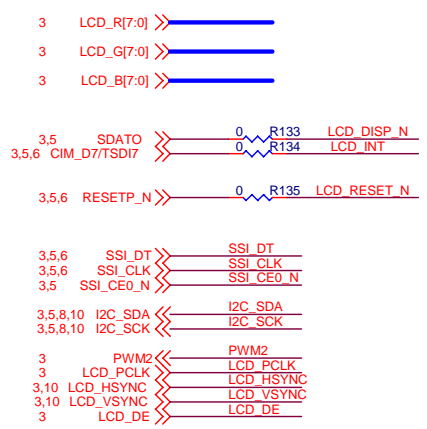 3 LCD_R[7:0]
3 LCD_G[7:0]
3 LCD_B[7:0]
3,5 SDATO 0 R133 LCD_DISP_N
3,5,6 CIM_D7/TSDI7 0 R134 LCD_INT
3,5,6 RESETP_N 0 R135 LCD_RESET_N
3,5,6 SSI_DT SSI_DT
3,5,6 SSI_CLK SSI_CLK
3,5 SSI_CE0_N SSI_CE0_N
3,5,8,10 I2C_SDA I2C_SDA
3,5,8,10 I2C_SCK I2C_SCK
3 PWM2 PWM2
3 LCD_PCLK LCD_PCLK
3,10 LCD_HSYNC LCD_HSYNC
3,10 LCD_VSYNC LCD_VSYNC
3 LCD_DE LCD_DE